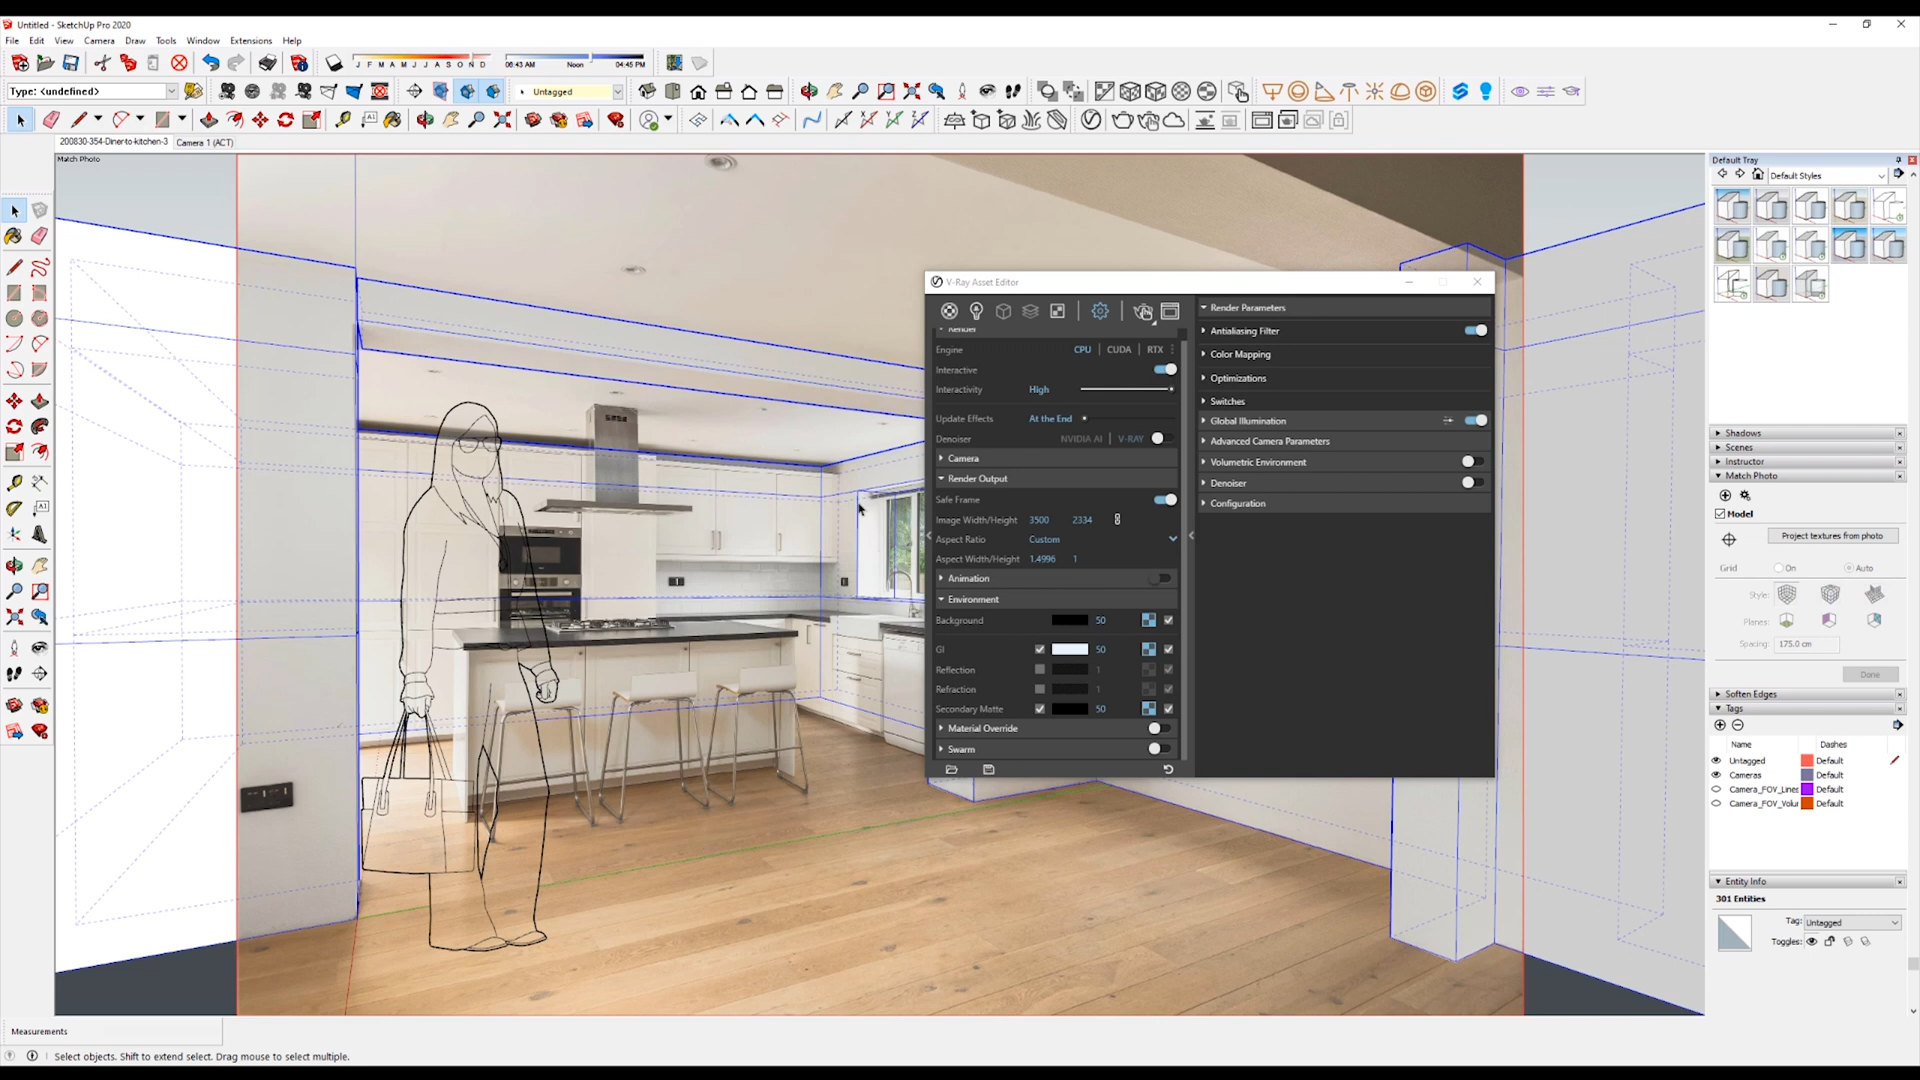 Untitled - SketchUp Pro 2020
File Edit View Camera Draw Tools Window Extensions Help
J F M A M J J A S O N D 06:43 AM Noon 04:45 PM
Type: <undefined> Untagged
200830-354-Diner-to-kitchen-3 Camera 1 (ACT)
Match Photo
Default Tray
Default Styles
V-Ray Asset Editor
Render
Engine CPU CUDA RTX
Interactive
Interactivity High
Update Effects At the End
Denoiser NVIDIA AI V-RAY
Camera
Render Output
Safe Frame
Image Width/Height 3500 2334
Aspect Ratio Custom
Aspect Width/Height 1.4996 1
Animation
Environment
Background 50
GI 50
Reflection 1
Refraction 1
Secondary Matte 50
Material Override
Swarm
Render Parameters
Antialiasing Filter
Color Mapping
Optimizations
Switches
Global Illumination
Advanced Camera Parameters
Volumetric Environment
Denoiser
Configuration
Shadows
Scenes
Instructor
Match Photo
Model
Project textures from photo
Grid On Auto
Style:
Planes:
Spacing: 175.0 cm
Done
Soften Edges
Tags
Name Dashes
Untagged Default
Cameras Default
Camera_FOV_Lines Default
Camera_FOV_Volur Default
Entity Info
301 Entities
Tag: Untagged
Toggles:
Measurements
Select objects. Shift to extend select. Drag mouse to select multiple.